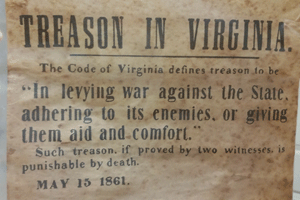 TREASON IN VIRGINIA.
The Code of Virginia defines treason to be
"In levying war against the State,
adhering to its enemies, or giving
them aid and comfort."
Such treason, if proved by two witnesses, is
punishable by death.
MAY 15 1861.